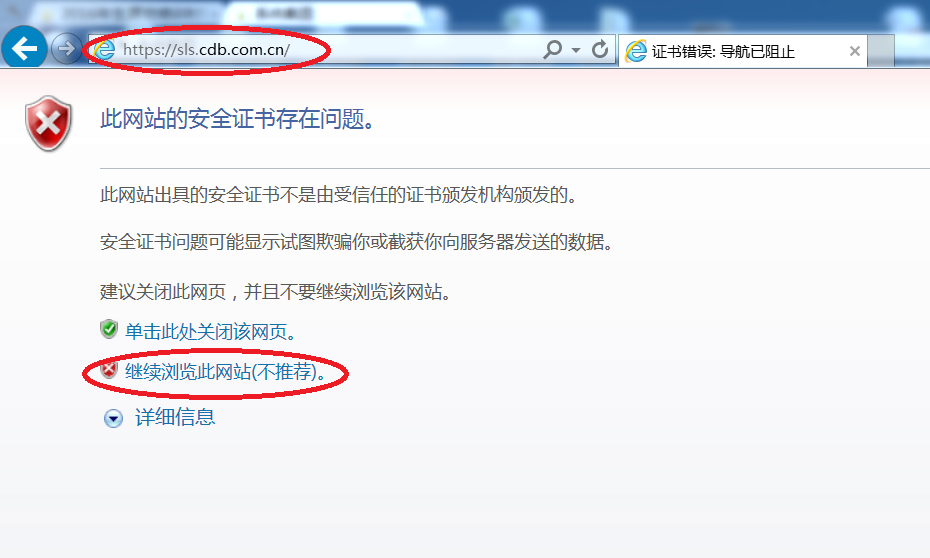 https://sls.cdb.com.cn/
证书错误: 导航已阻止
此网站的安全证书存在问题。
此网站出具的安全证书不是由受信任的证书颁发机构颁发的。
安全证书问题可能显示试图欺骗你或截获你向服务器发送的数据。
建议关闭此网页，并且不要继续浏览该网站。
单击此处关闭该网页。
继续浏览此网站(不推荐)。
详细信息